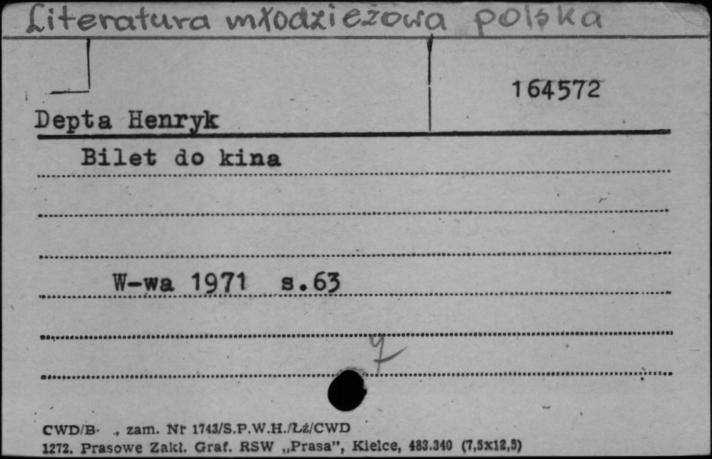 Literatura młodzieżowa polska
164572
Depta Henryk
Bilet do kina
W-wa 1971 s.63
CWD/B- ., zam. Nr 1743/S.P.W.H./Łź/CWD
1272. Prasowe Zakł. Graf. RSW „Prasa", Kielce, 483.340 (7,5x12,5)